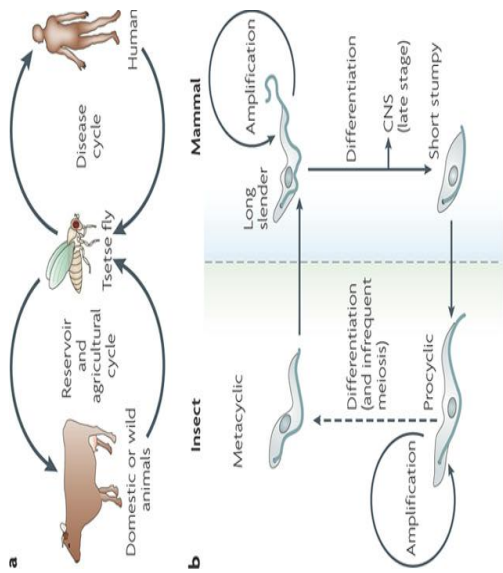 a
Disease
cycle
Human
Tsetse fly
Reservoir
and
agricultural
cycle
Domestic or wild
animals
b
Insect
Mammal
Metacyclic
Long
slender
Amplification
Differentiation
(and infrequent
meiosis)
Differentiation
CNS
(late stage)
Procyclic
Short stumpy
Amplification